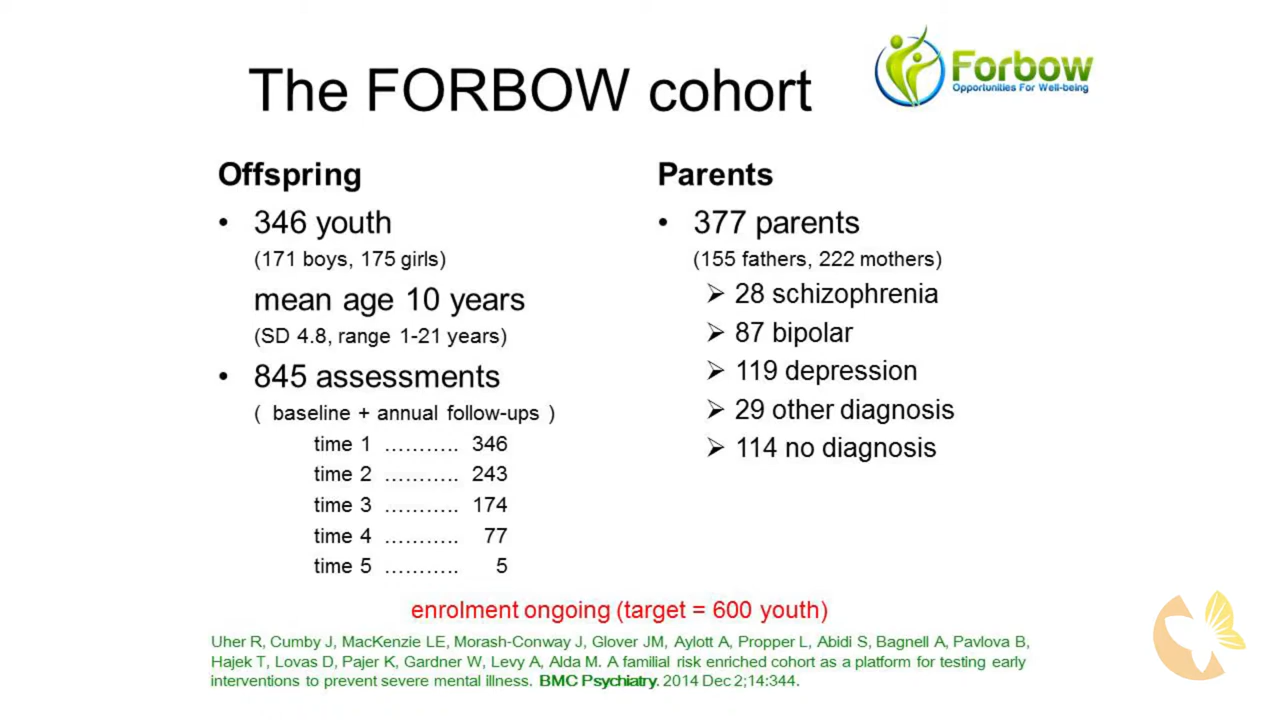 The FORBOW cohort
Forbow
Opportunities For Well-being
Offspring
• 346 youth
(171 boys, 175 girls)
mean age 10 years
(SD 4.8, range 1-21 years)
• 845 assessments
( baseline + annual follow-ups )
time 1 ……….. 346
time 2 ……….. 243
time 3 ……….. 174
time 4 ……….. 77
time 5 ……….. 5
Parents
• 377 parents
(155 fathers, 222 mothers)
➢ 28 schizophrenia
➢ 87 bipolar
➢ 119 depression
➢ 29 other diagnosis
➢ 114 no diagnosis
enrolment ongoing (target = 600 youth)
Uher R, Cumby J, MacKenzie LE, Morash-Conway J, Glover JM, Aylott A, Propper L, Abidi S, Bagnell A, Pavlova B,
Hajek T, Lovas D, Pajer K, Gardner W, Levy A, Alda M. A familial risk enriched cohort as a platform for testing early
interventions to prevent severe mental illness. BMC Psychiatry. 2014 Dec 2;14:344.